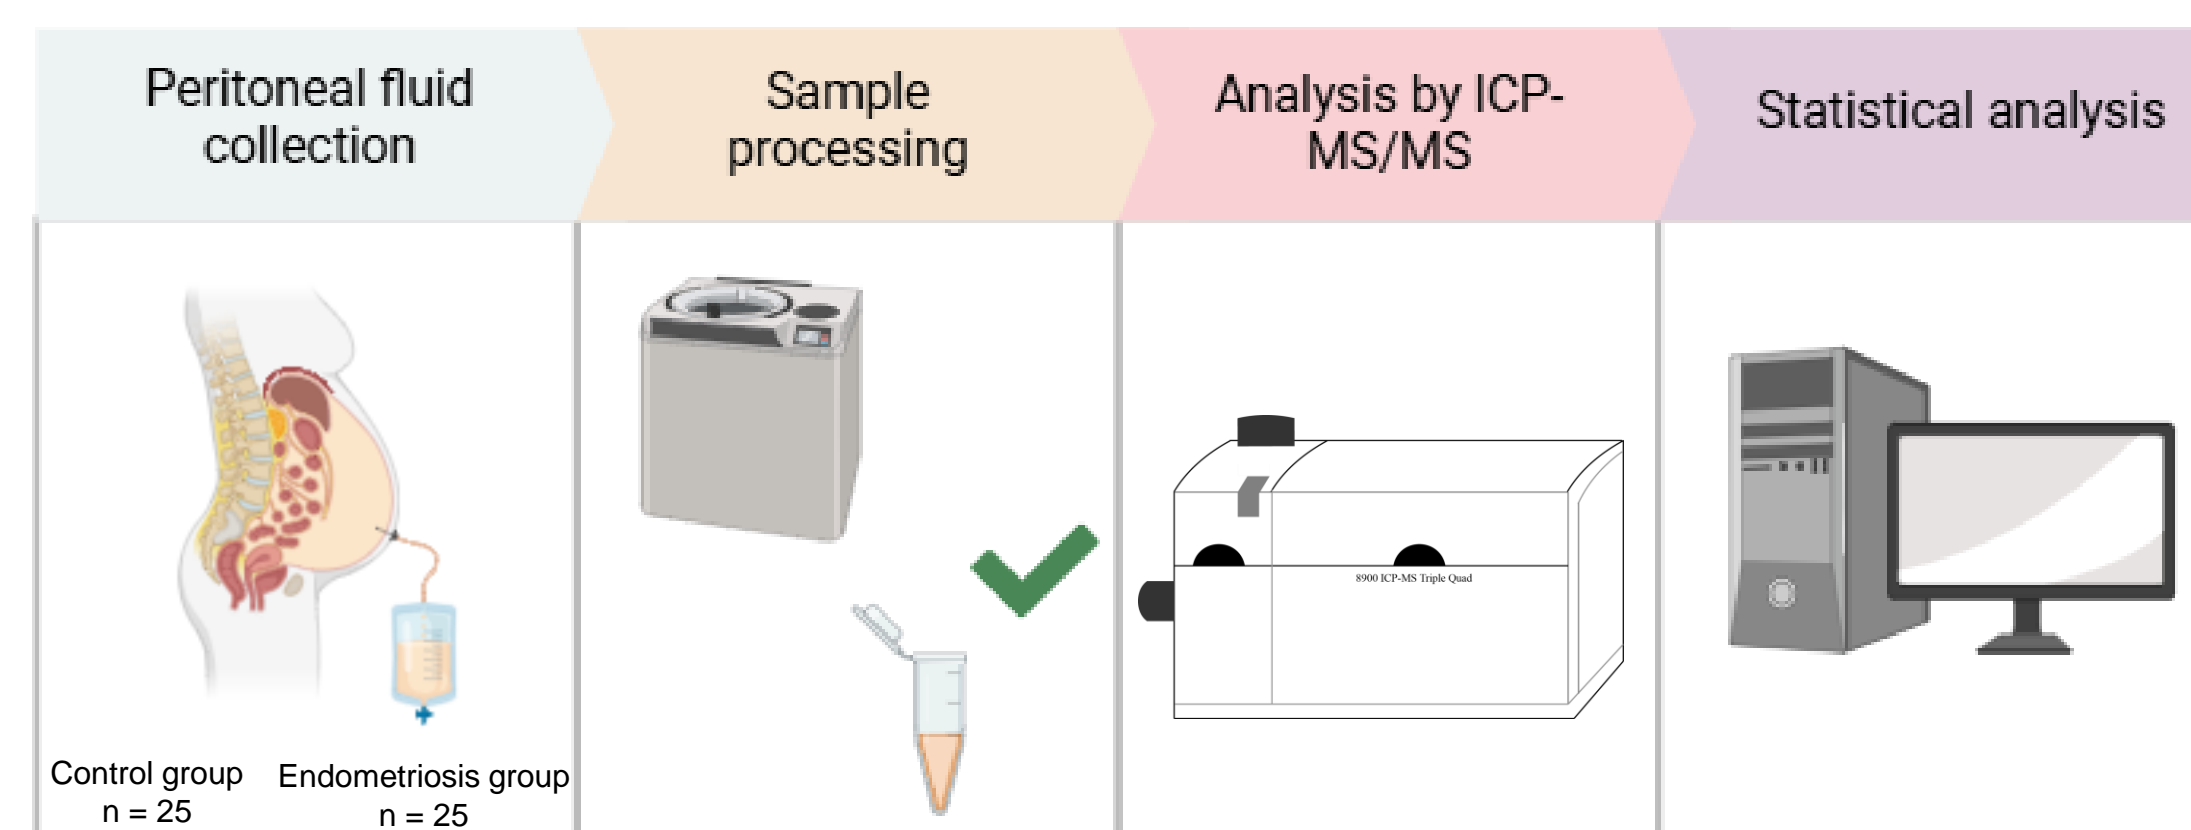 Peritoneal fluid
collection
Sample
processing
Analysis by ICP-
MS/MS
Statistical analysis
8900 ICP-MS Triple Quad
Control group
n = 25
Endometriosis group
n = 25